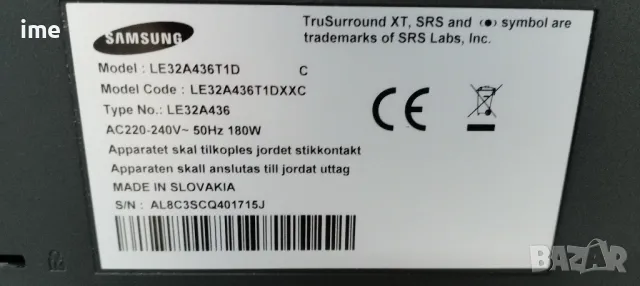 ime
SAMSUNG
TruSurround XT, SRS and (●) symbol are
trademarks of SRS Labs, Inc.
Model : LE32A436T1D C
Model Code : LE32A436T1DXXC
Type No.: LE32A436
AC220-240V~ 50Hz 180W
Apparatet skal tilkoples jordet stikkontakt
Apparaten skall anslutas till jordat uttag
MADE IN SLOVAKIA
S/N : AL8C3SCQ401715J
CE
BAZAR